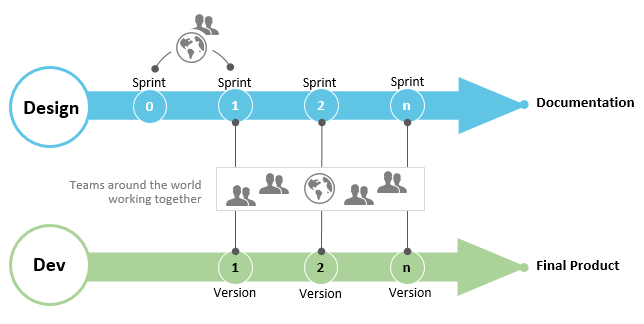 Sprint
Sprint
Sprint
Sprint
Design
0
1
2
n
Documentation
Teams around the world
working together
Dev
1
2
n
Final Product
Version
Version
Version